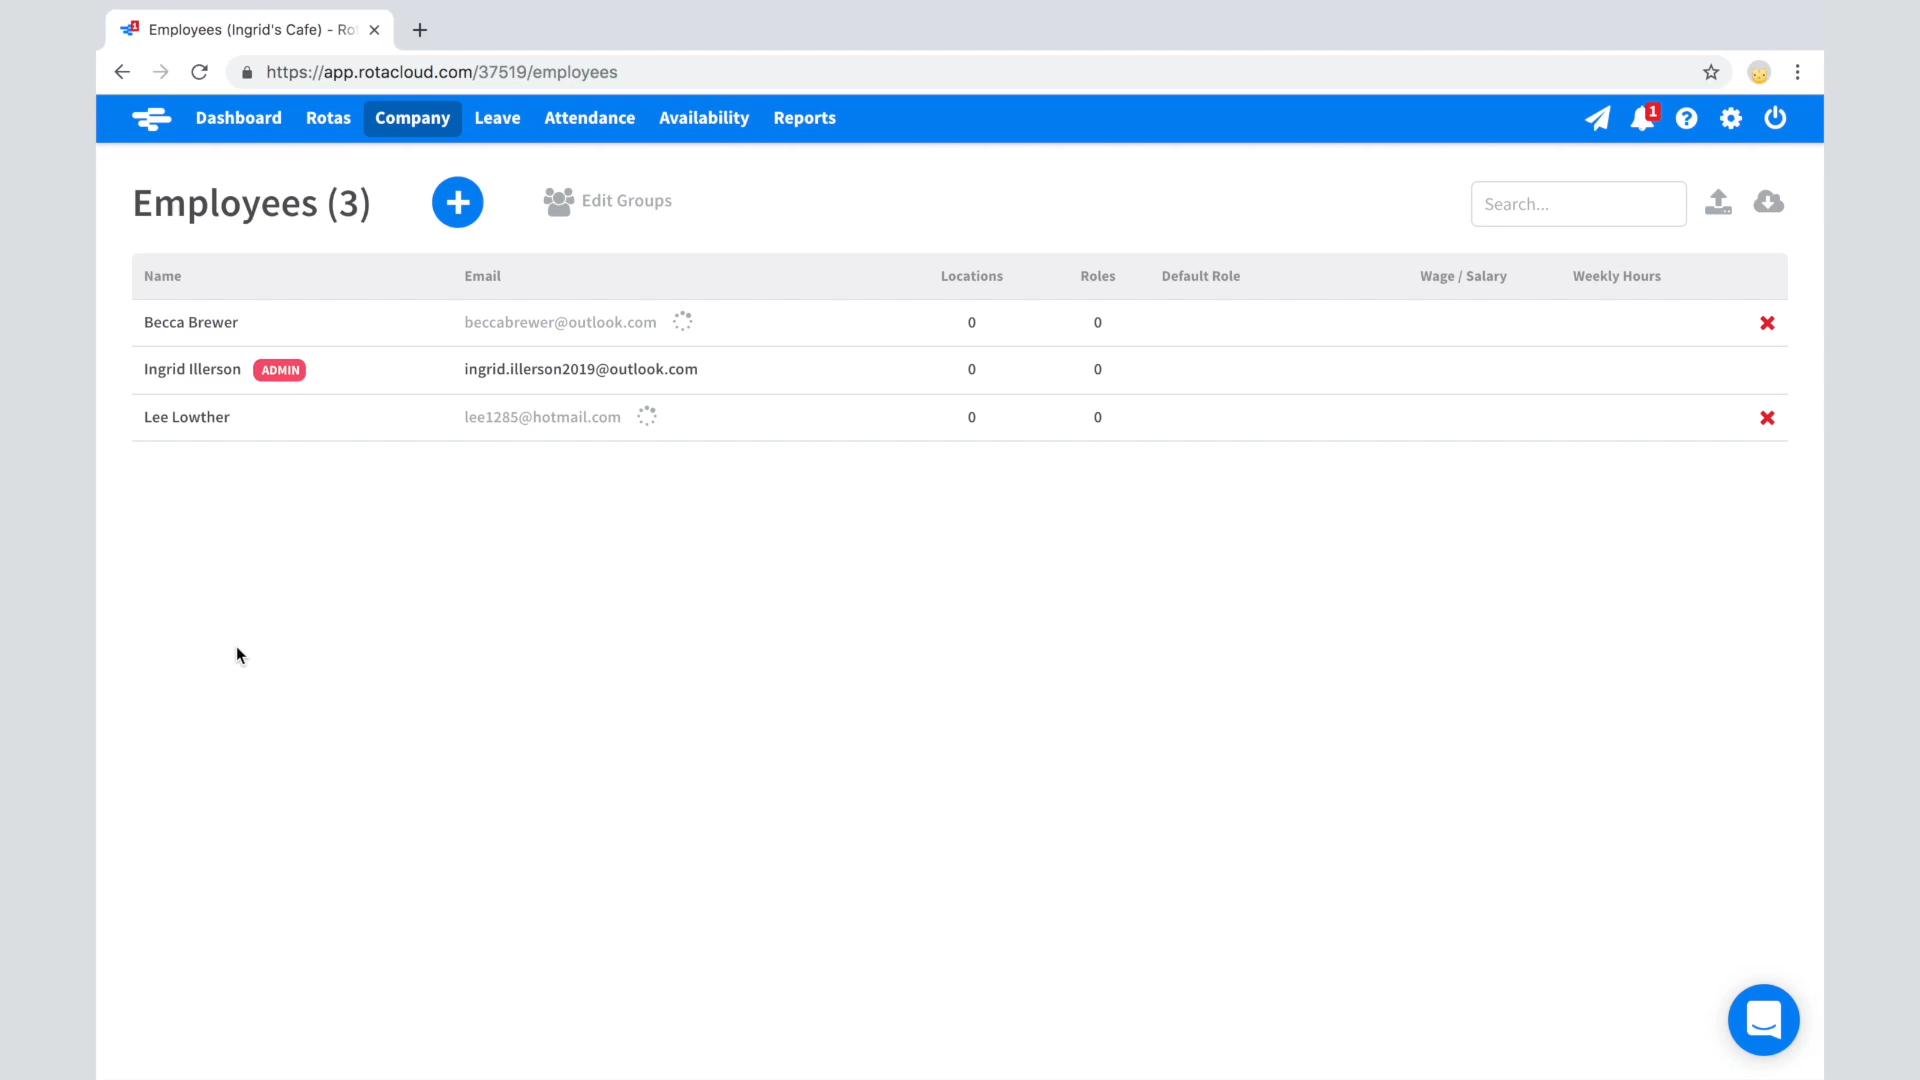 Employees (Ingrid's Cafe) - Ro
https://app.rotacloud.com/37519/employees
Dashboard Rotas Company Leave Attendance Availability Reports 1
Employees (3) Edit Groups Search...
Name Email Locations Roles Default Role Wage / Salary Weekly Hours
Becca Brewer beccabrewer@outlook.com 0 0
Ingrid Illerson ADMIN ingrid.illerson2019@outlook.com 0 0
Lee Lowther lee1285@hotmail.com 0 0